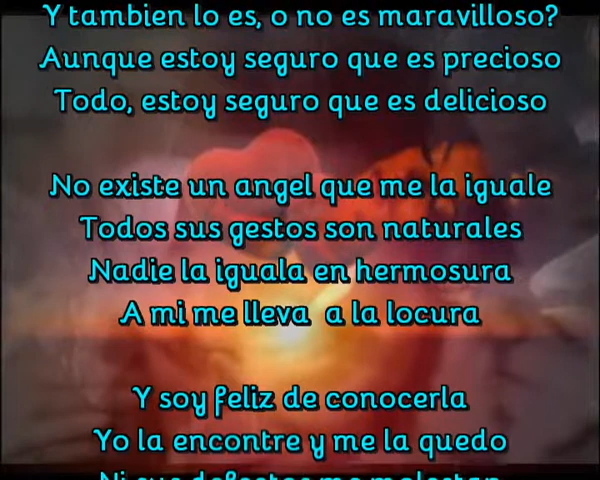 Y tambien lo es, o no es maravilloso?
Aunque estoy seguro que es precioso
Todo, estoy seguro que es delicioso
No existe un angel que me la iguale
Todos sus gestos son naturales
Nadie la iguala en hermosura
A mi me lleva a la locura
Y soy feliz de conocerla
Yo la encontre y me la quedo